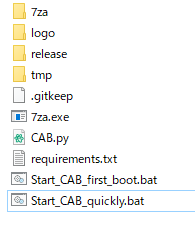 7za
logo
release
tmp
.gitkeep
7za.exe
CAB.py
requirements.txt
Start_CAB_first_boot.bat
Start_CAB_quickly.bat